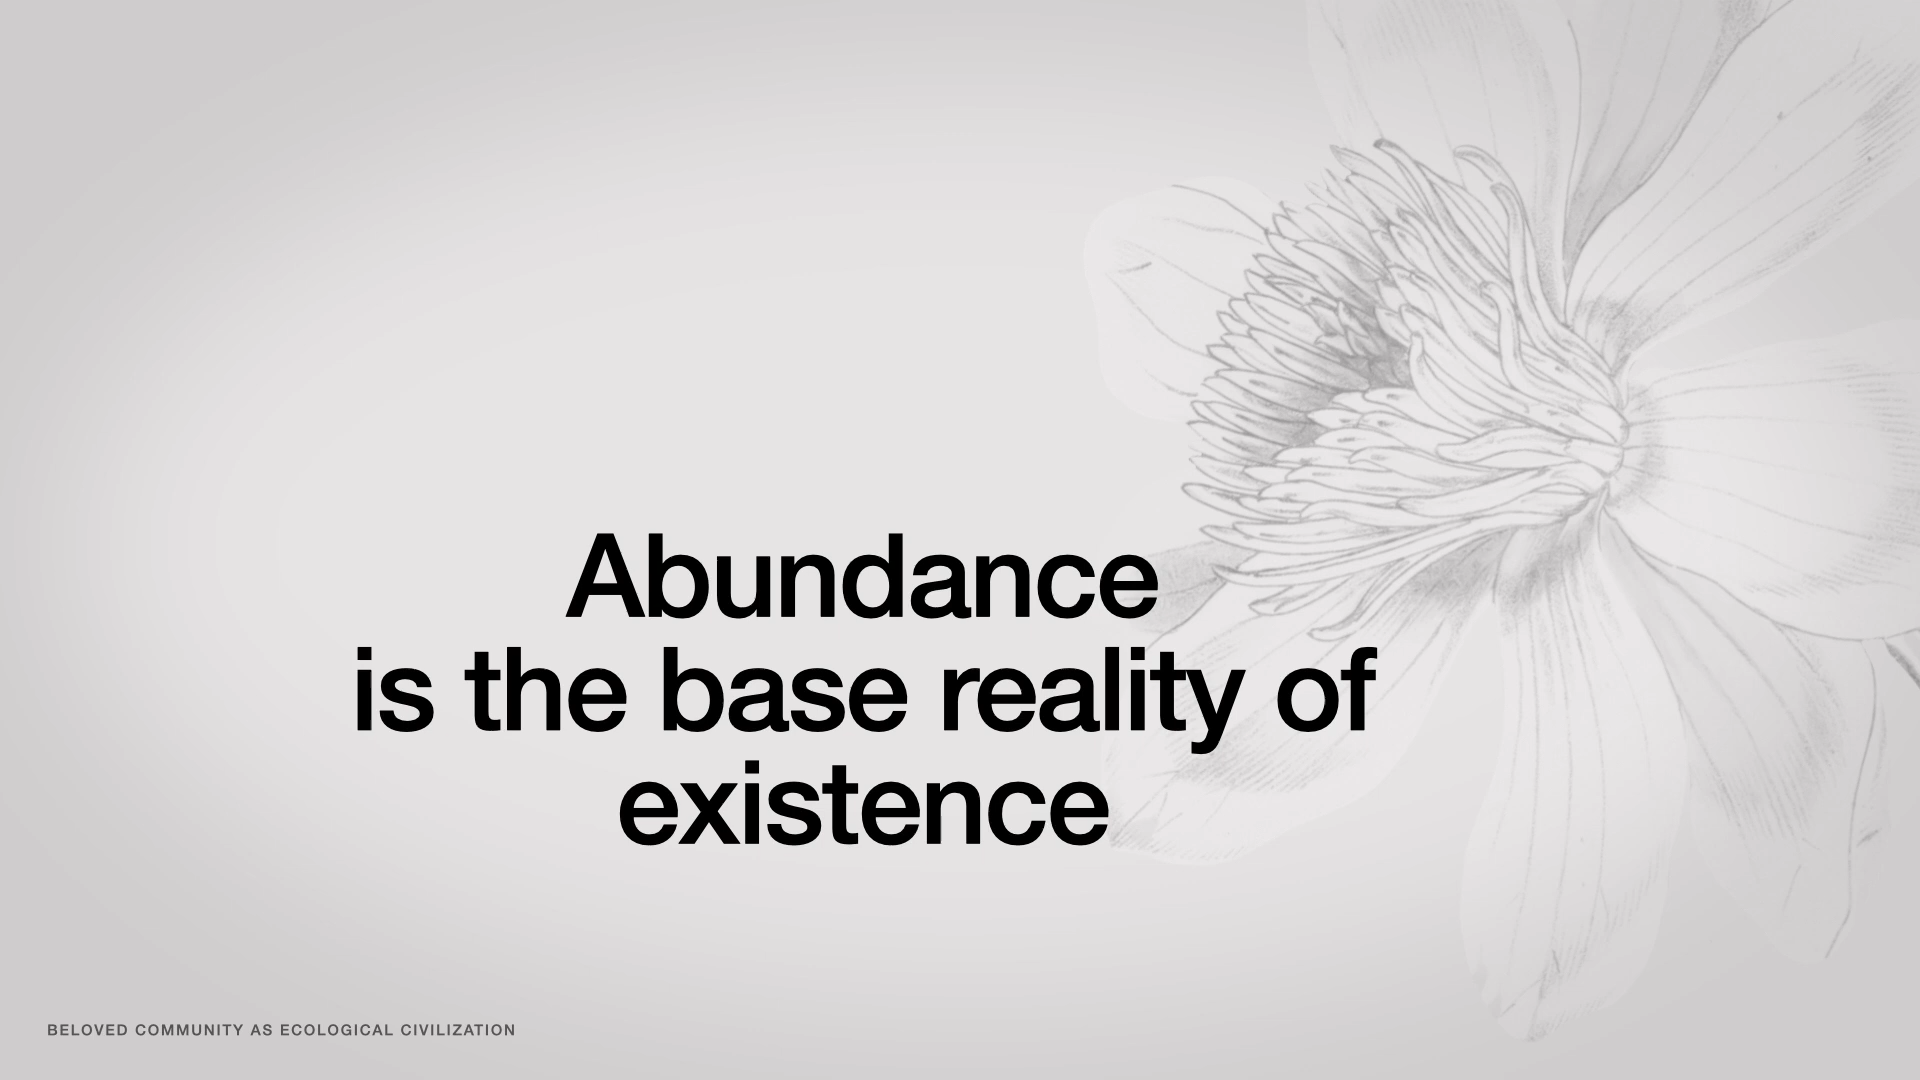 Abundance
is the base reality of
existence
BELOVED COMMUNITY AS ECOLOGICAL CIVILIZATION